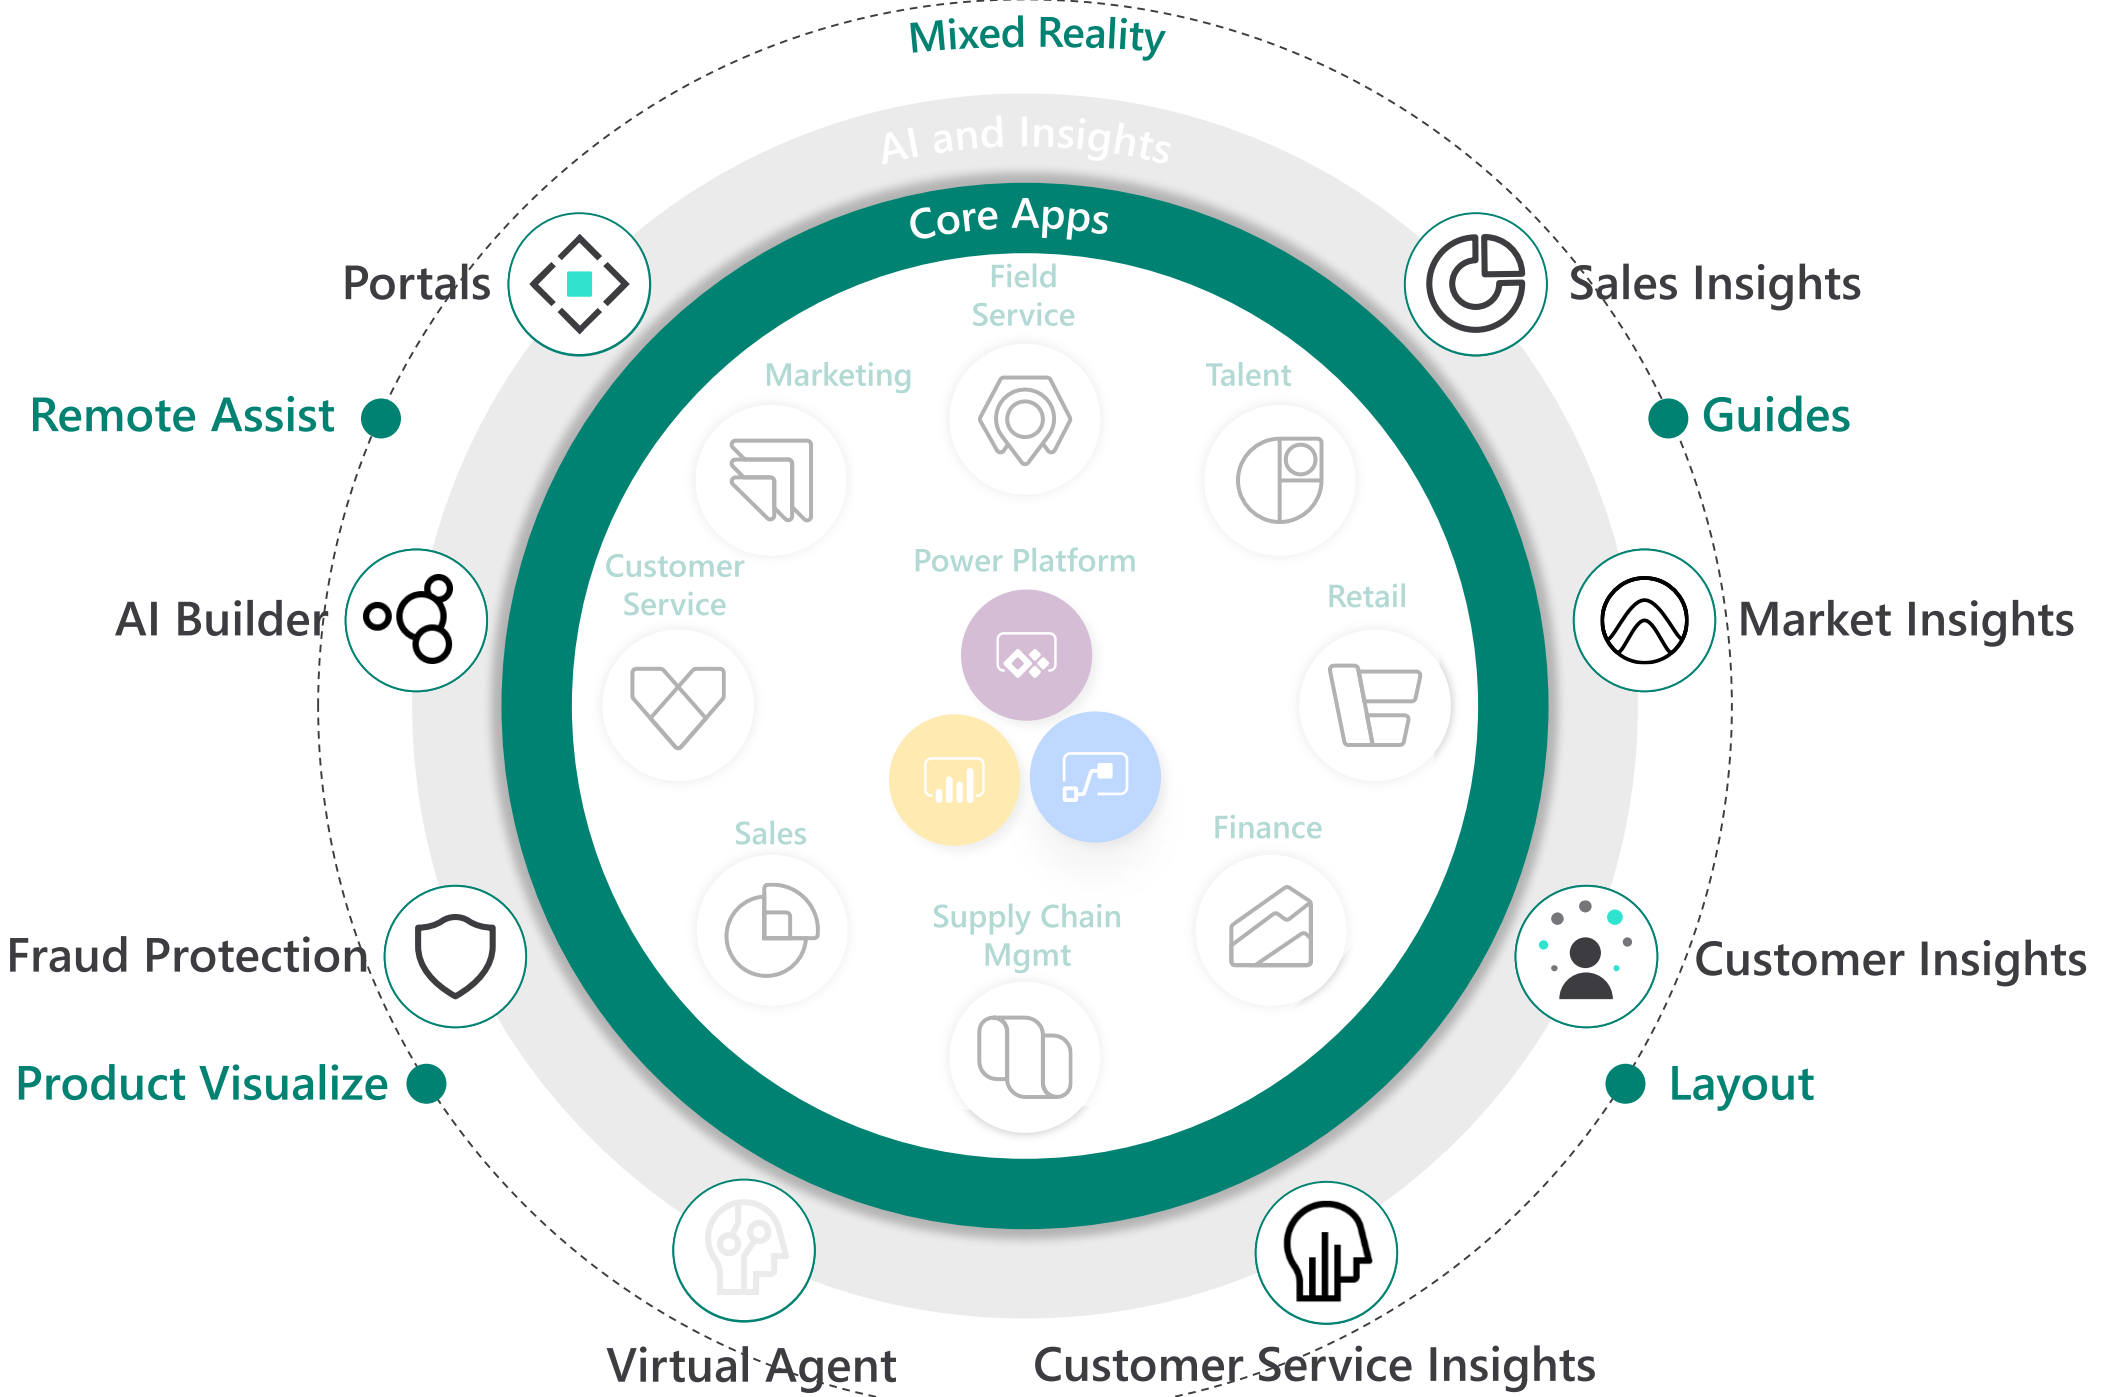 Mixed Reality
AI and Insights
Core Apps
Field
Service
Portals
Sales Insights
Marketing
Talent
Remote Assist
Guides
Customer
Service
Power Platform
Retail
AI Builder
Market Insights
Sales
Finance
Supply Chain
Mgmt
Fraud Protection
Customer Insights
Product Visualize
Layout
Virtual Agent
Customer Service Insights